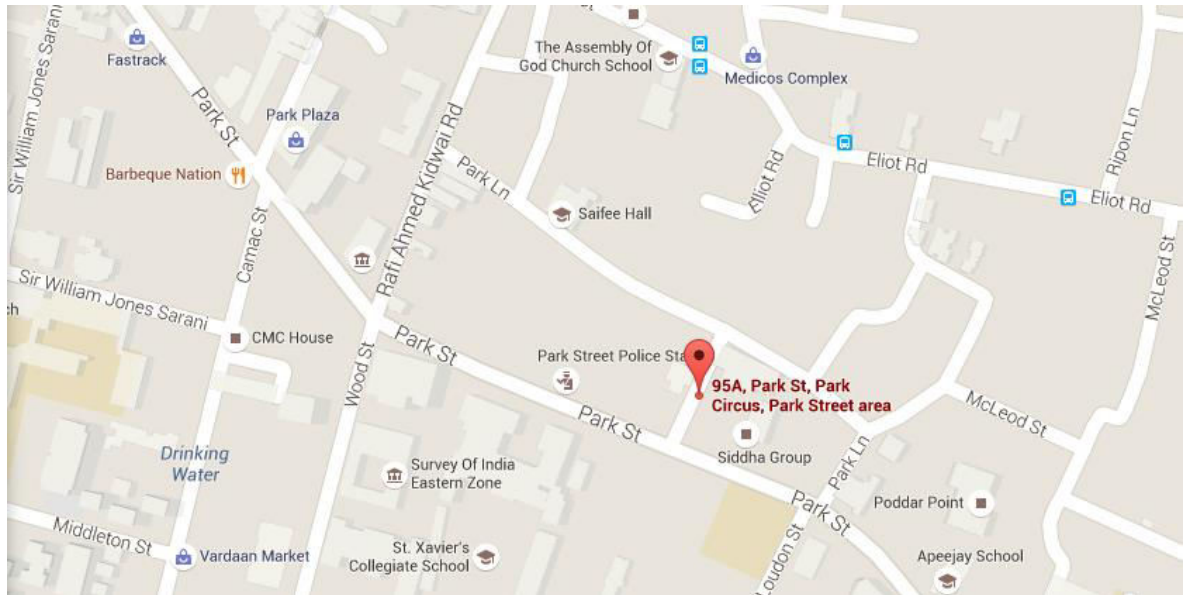 The Assembly Of
God Church School
Medicos Complex
Fastrack
Sir William Jones Sarani
Park St
Park Plaza
Barbeque Nation
Rafi Ahmed Kidwai Rd
Park Ln
Elliot Rd
Eliot Rd
Ripon Ln
Eliot Rd
Saifee Hall
Camac St
McLeod St
Sir William Jones Sarani
ch
CMC House
Park St
Wood St
Park Street Police Sta
95A, Park St, Park
Circus, Park Street area
McLeod St
Park St
Siddha Group
Park Ln
Drinking
Water
Survey Of India
Eastern Zone
Poddar Point
Park St
Middleton St
Vardaan Market
St. Xavier's
Collegiate School
Loudon St
Apeejay School